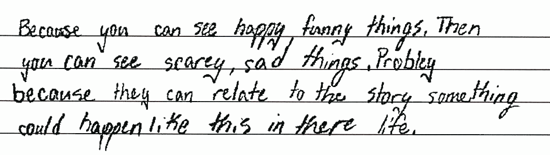 Because you can see happy, funny things. Then
you can see scarey, sad things. Probley
because they can relate to the story something
could happen like this in there life.